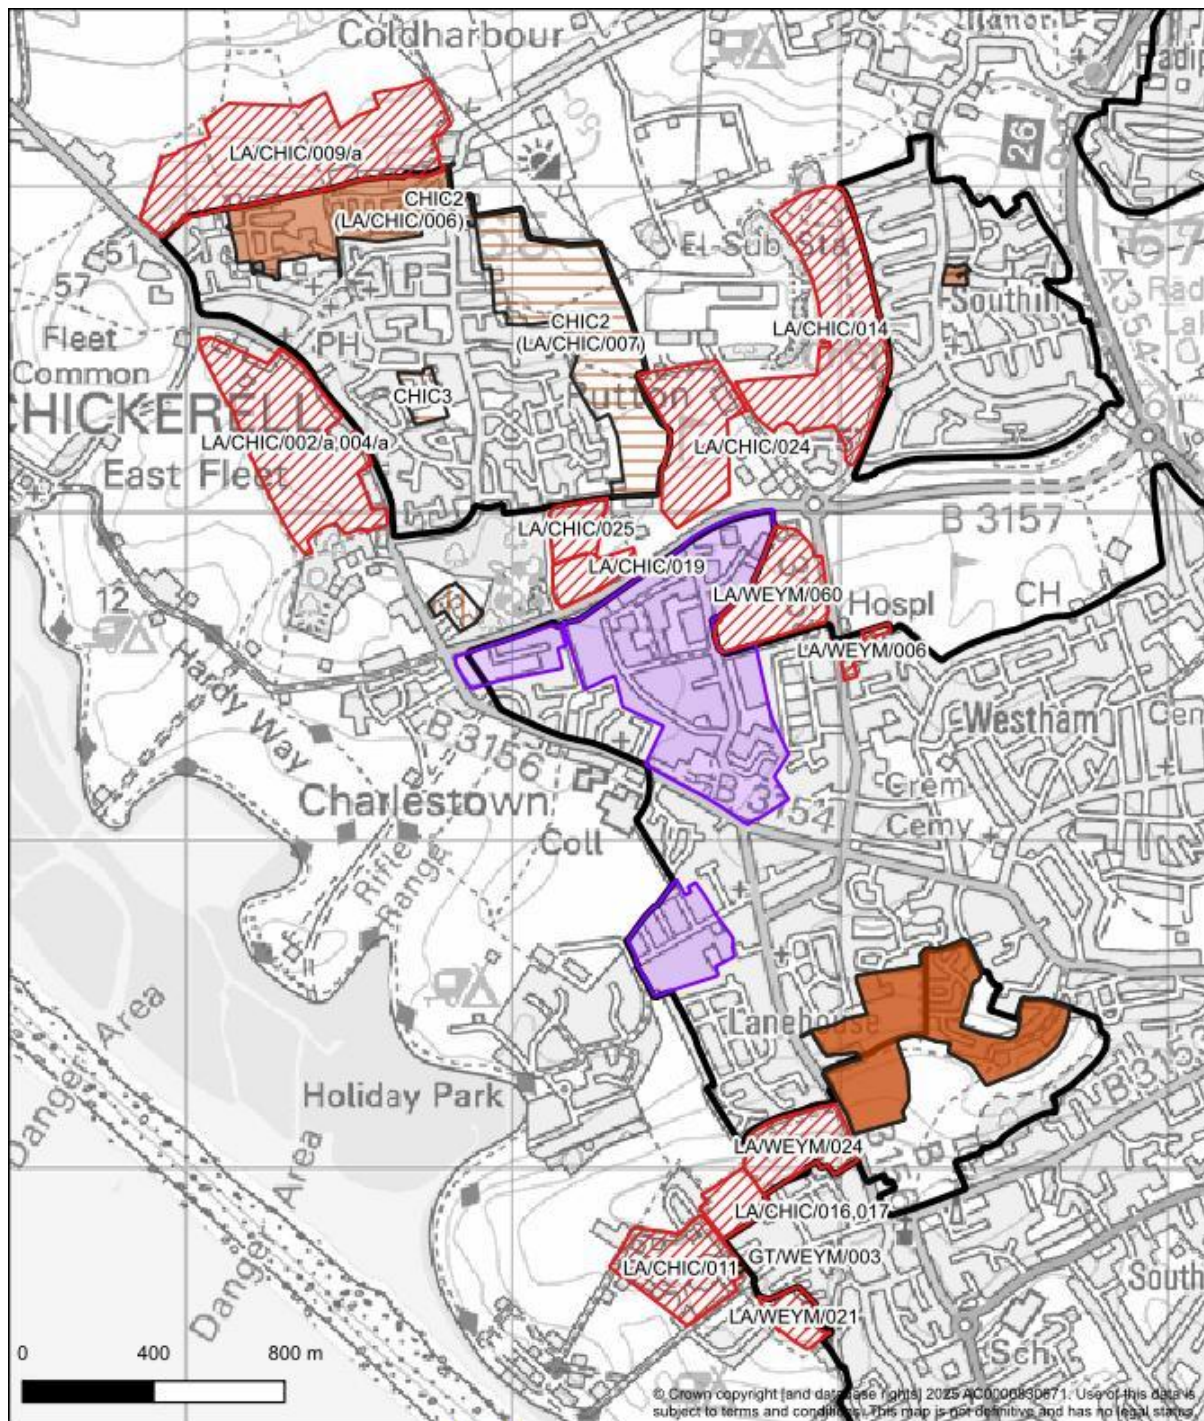 Coldharbour
Manor
LA/CHIC/009/a
26
CHIC2
(LA/CHIC/006)
El Sub Sta
51
57
Southill
A 354
CHIC2
(LA/CHIC/007)
LA/CHIC/014
Fleet
Common
PH
CHIC3
CHICKERELL
LA/CHIC/002/a,004/a
LA/CHIC/024
East Fleet
LA/CHIC/025
B 3157
LA/CHIC/019
12
LA/WEYM/060
Hospl
CH
LA/WEYM/006
Hardy Way
B 3156
Westham
Charlestown
B 3154
Crem
Cemy
Coll
Rifle
Range
Lanehouse
Danger Area
Holiday Park
LA/WEYM/024
LA/CHIC/016,017
GT/WEYM/003
LA/CHIC/011
LA/WEYM/021
Danger Area
South
Sch
0 400 800 m
© Crown copyright [and database rights] 2025 AC0000830671. Use of this data is
subject to terms and conditions. This map is not definitive and has no legal status.